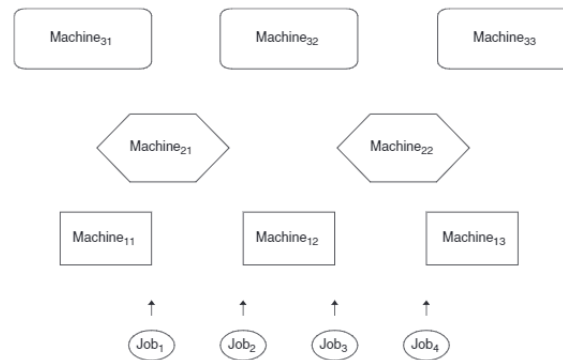 Machine₃₁ Machine₃₂ Machine₃₃
Machine₂₁ Machine₂₂
Machine₁₁ Machine₁₂ Machine₁₃
Job₁ Job₂ Job₃ Job₄